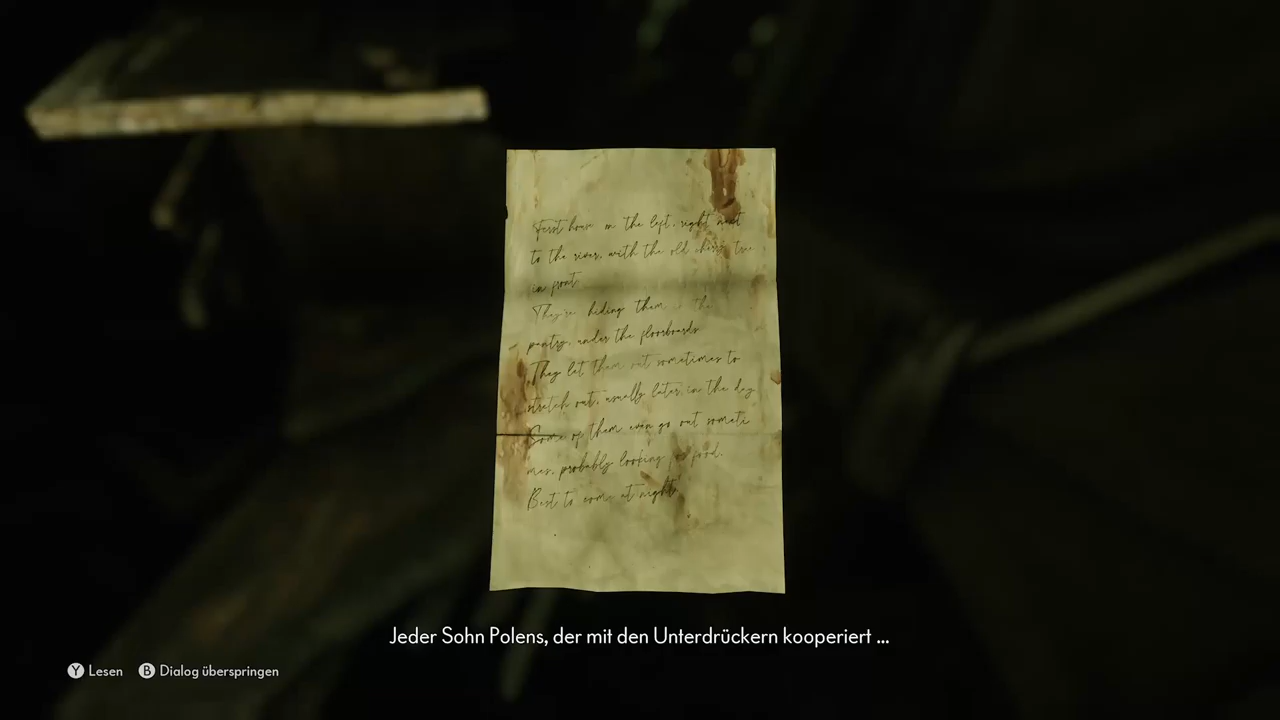 First house on the left, right next
to the river, with the old cherry tree
in front.
They're hiding them in the
pantry, under the floorboards
They let them out sometimes to
stretch out, usually later in the day
Some of them even go out someti
mes, probably looking for food.
Best to come at night
Jeder Sohn Polens, der mit den Unterdrückern kooperiert ...
Y Lesen B Dialog überspringen